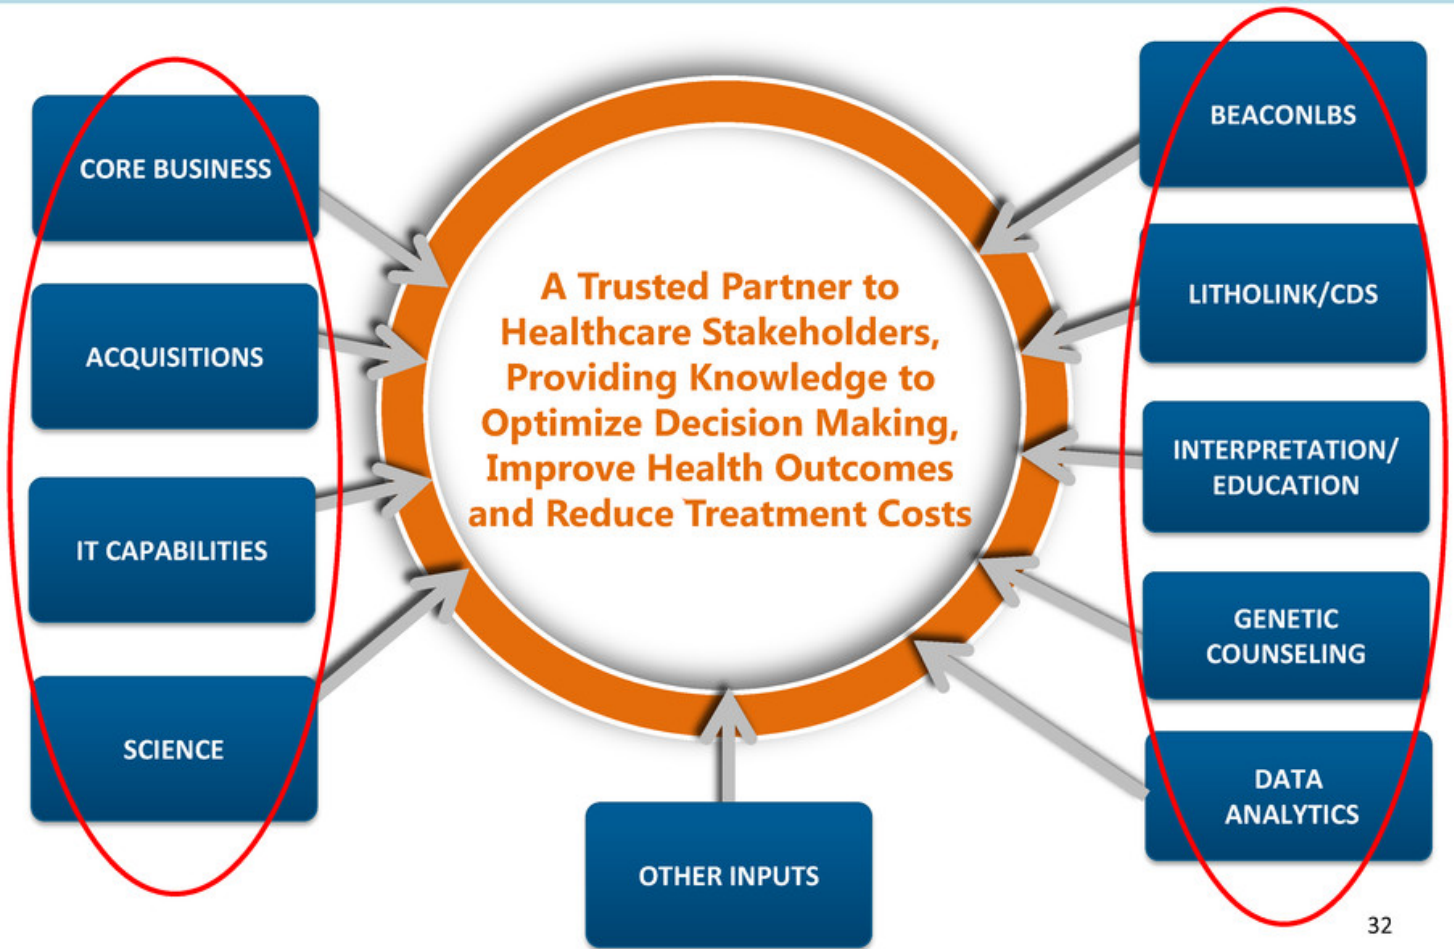 CORE BUSINESS
ACQUISITIONS
IT CAPABILITIES
SCIENCE
A Trusted Partner to
Healthcare Stakeholders,
Providing Knowledge to
Optimize Decision Making,
Improve Health Outcomes
and Reduce Treatment Costs
OTHER INPUTS
BEACONLBS
LITHOLINK/CDS
INTERPRETATION/
EDUCATION
GENETIC
COUNSELING
DATA
ANALYTICS
32